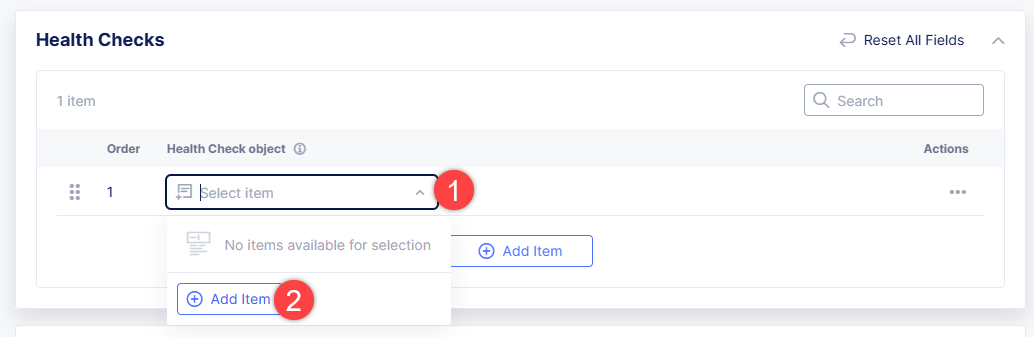 Health Checks
Reset All Fields
1 item
Search
Order Health Check object Actions
1 Select item 1
No items available for selection
Add Item
Add Item 2